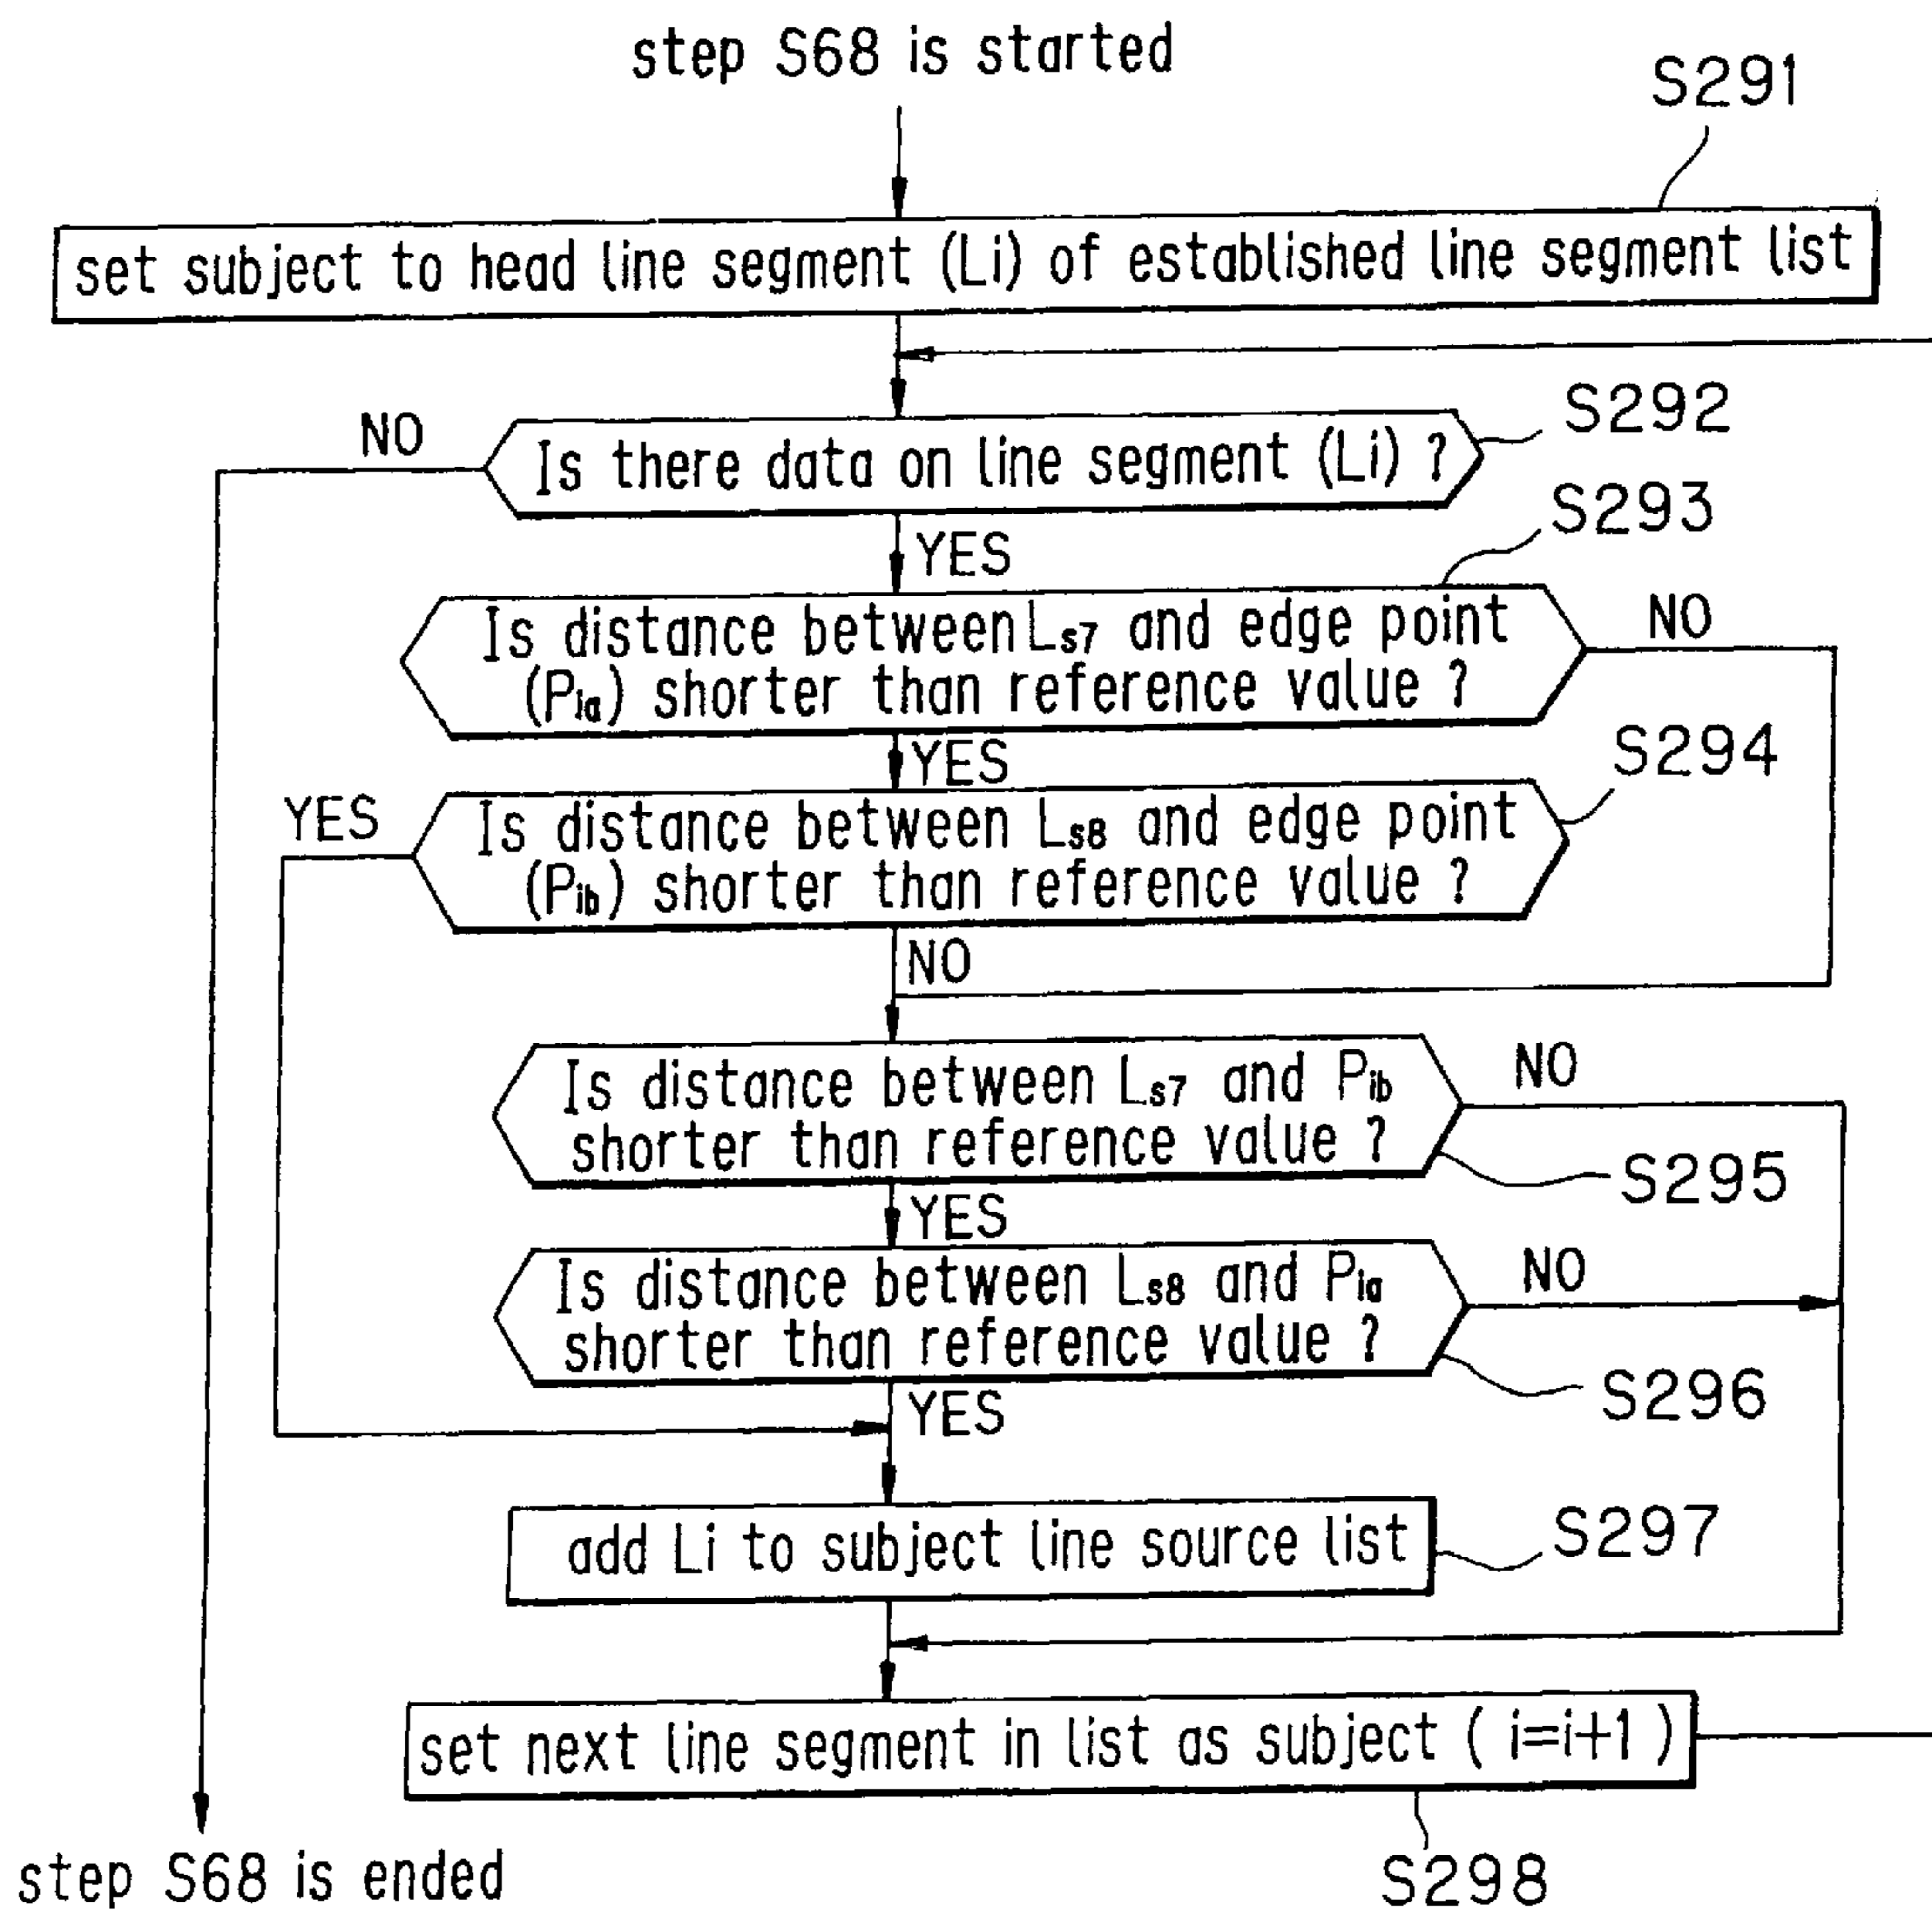 step S68 is started
S291
set subject to head line segment (Li) of established line segment list
S292
NO
Is there data on line segment (Li) ?
S293
YES
Is distance between Ls7 and edge point
(Pia) shorter than reference value ?
NO
S294
YES
YES
Is distance between Ls8 and edge point
(Pib) shorter than reference value ?
NO
Is distance between Ls7 and Pib
shorter than reference value ?
NO
S295
YES
Is distance between Ls8 and Pia
shorter than reference value ?
NO
S296
YES
add Li to subject line source list
S297
set next line segment in list as subject ( i=i+1 )
step S68 is ended
S298